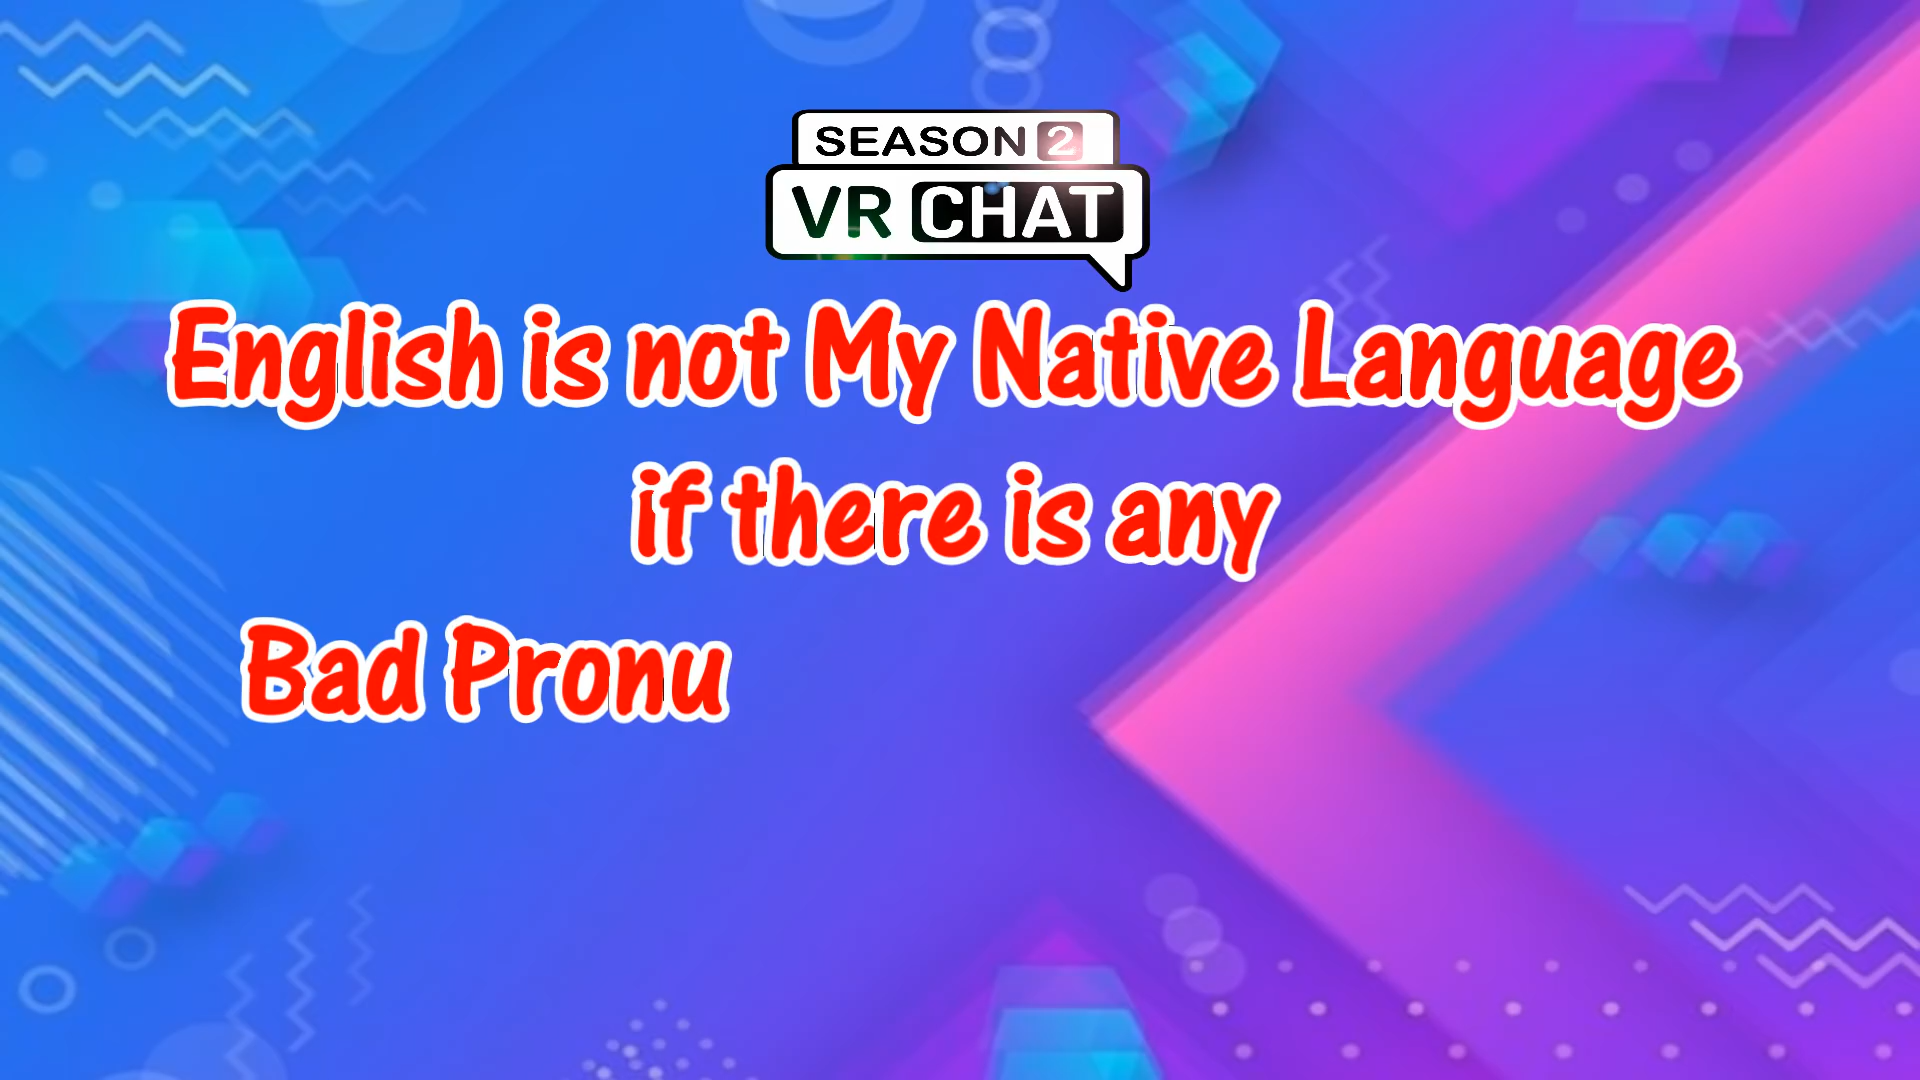 SEASON 2
VR CHAT
English is not My Native Language
if there is any
Bad Pronu